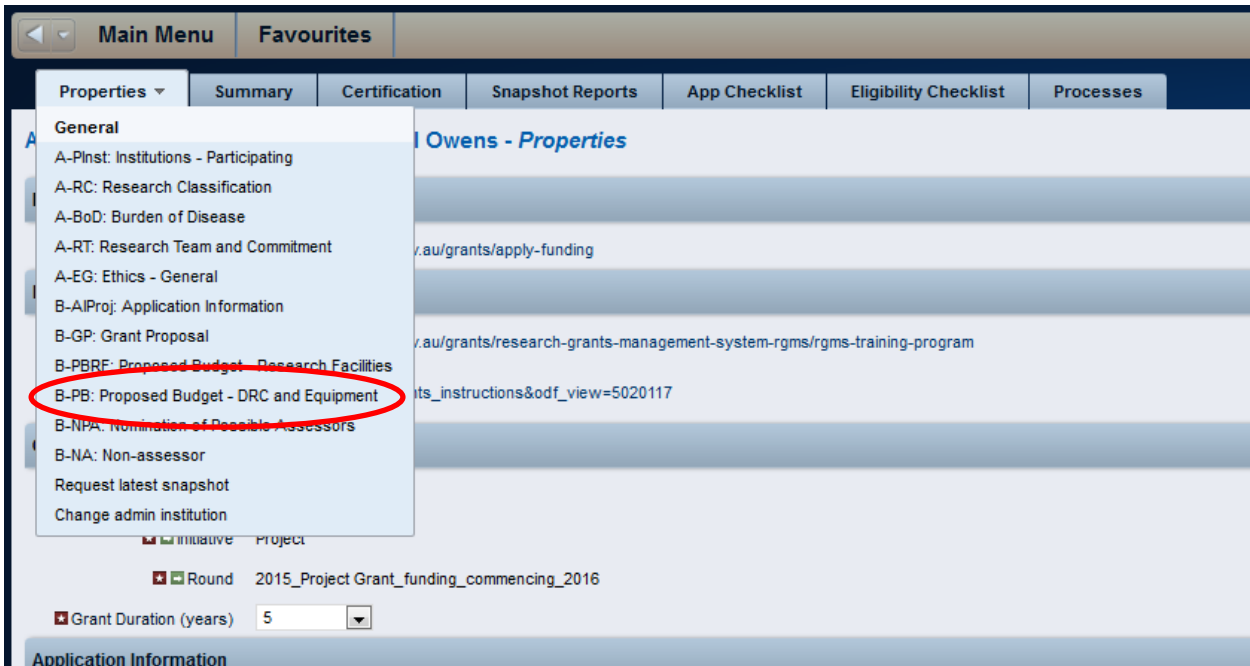 Main Menu Favourites
Properties Summary Certification Snapshot Reports App Checklist Eligibility Checklist Processes
General
A-PInst: Institutions - Participating
A-RC: Research Classification
A-BoD: Burden of Disease
A-RT: Research Team and Commitment
A-EG: Ethics - General
B-AIProj: Application Information
B-GP: Grant Proposal
B-PBRF: Proposed Budget - Research Facilities
B-PB: Proposed Budget - DRC and Equipment
B-NPA: Nomination of Possible Assessors
B-NA: Non-assessor
Request latest snapshot
Change admin institution
Owens - Properties
.au/grants/apply-funding
.au/grants/research-grants-management-system-rgms/rgms-training-program
ts_instructions&odf_view=5020117
Initiative Project
Round 2015_Project Grant_funding_commencing_2016
Grant Duration (years) 5
Application Information